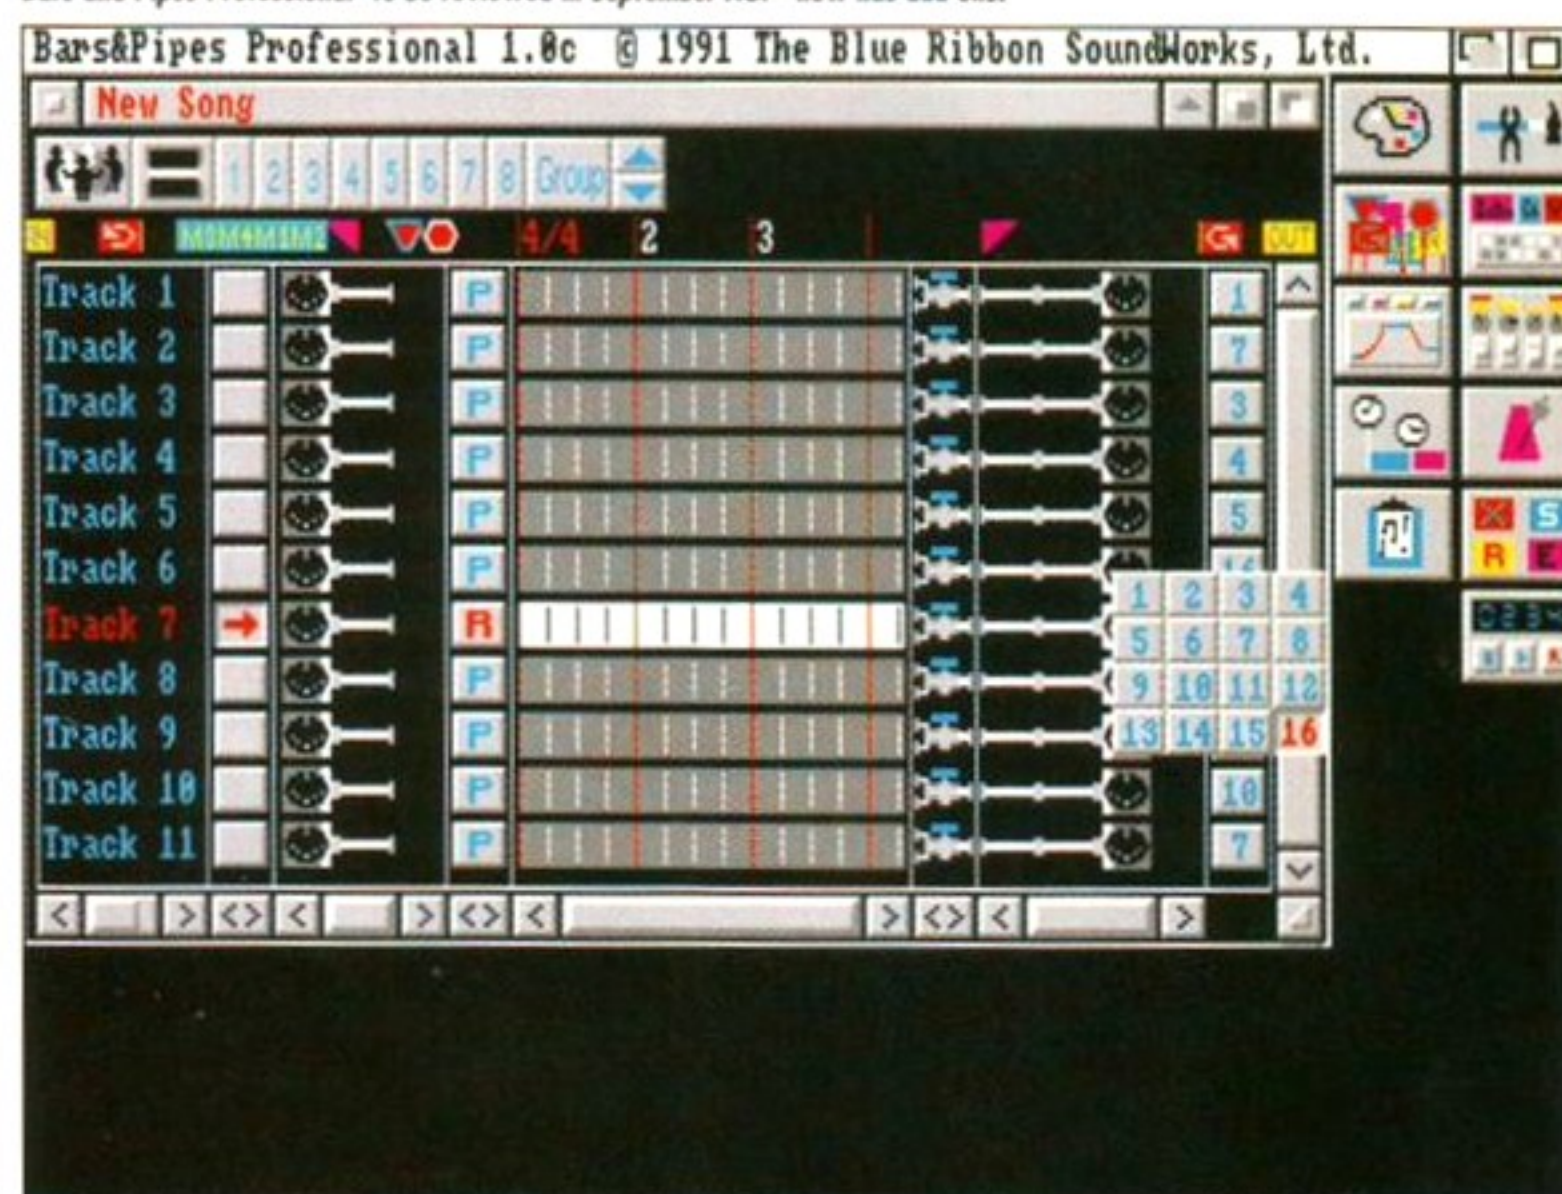 Bars&Pipes Professional 1.0c © 1991 The Blue Ribbon SoundWorks, Ltd.
New Song
1 2 3 4 5 6 7 8 Group
4/4 2 3 OUT
Track 1 P 1
Track 2 P 7
Track 3 P 3
Track 4 P 4
Track 5 P 5
Track 6 P
Track 7 R
Track 8 P
Track 9 P
Track 10 P 10
Track 11 P 7
1 2 3 4
5 6 7 8
9 10 11 12
13 14 15 16
S
R E